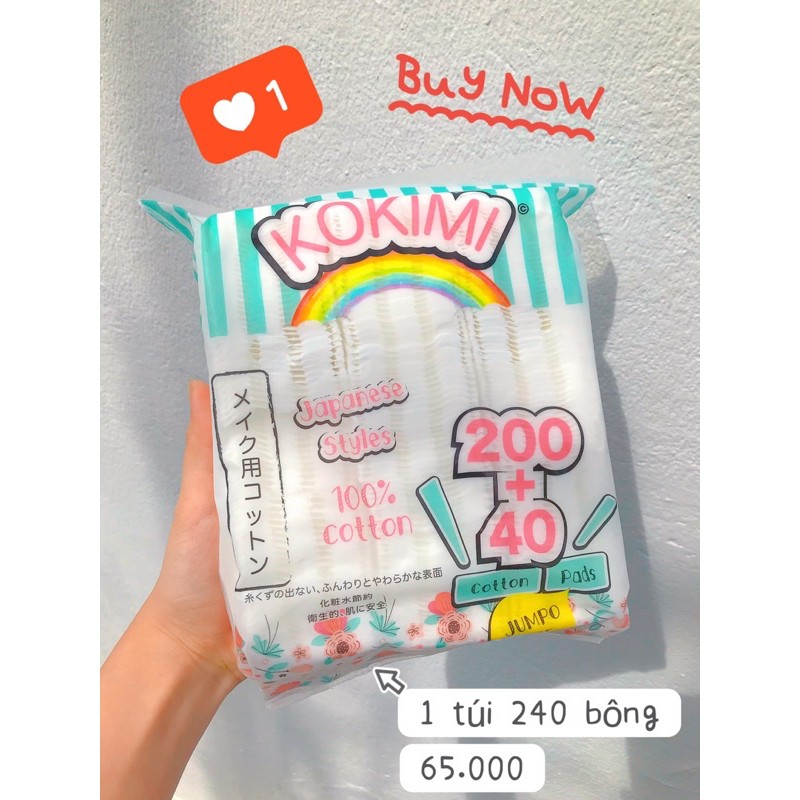 1
Buy Now
KOKIMI
©
メイク用コットン
Japanese
Styles
100%
cotton
200
+
40
Cotton Pads
糸くずの出ない、ふんわりとやわらかな表面
化粧水節約
衛生的、肌に安全
JUMPO
1 túi 240 bông
65.000